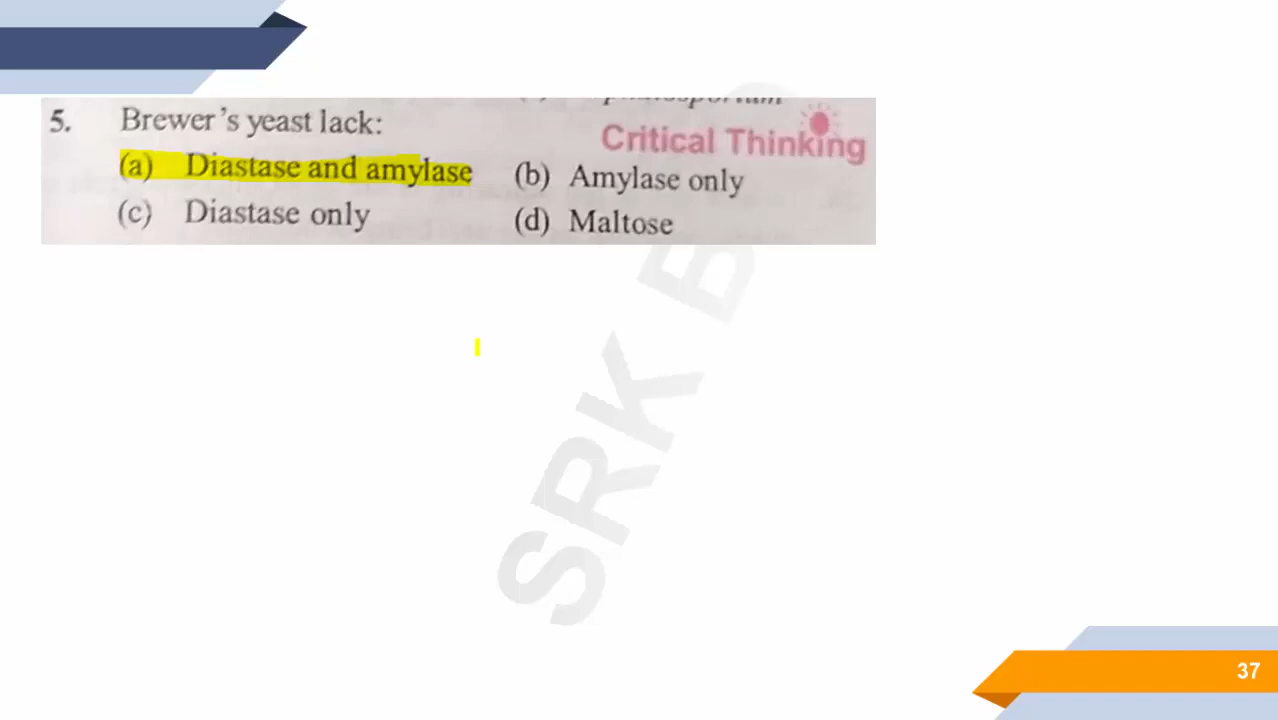 5. Brewer's yeast lack:
Critical Thinking
(a) Diastase and amylase (b) Amylase only
(c) Diastase only (d) Maltose
SRK B
37